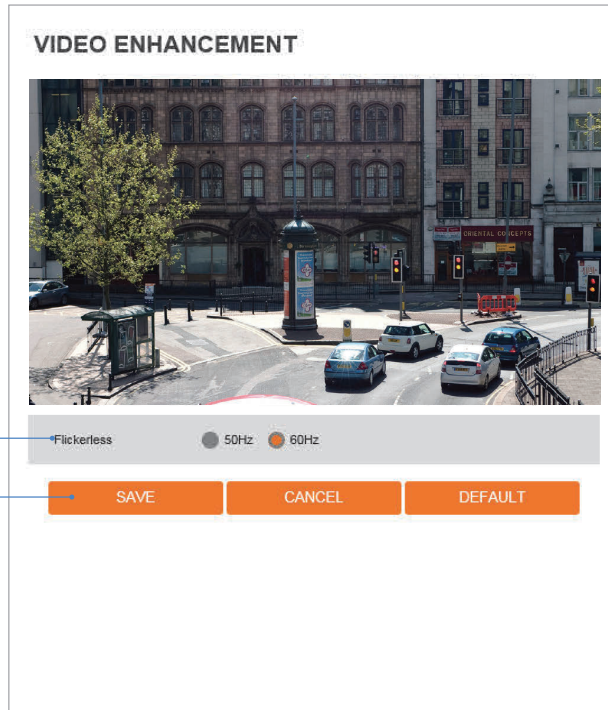 VIDEO ENHANCEMENT
ORIENTAL CONCEPTS
Flickerless 50Hz 60Hz
SAVE CANCEL DEFAULT